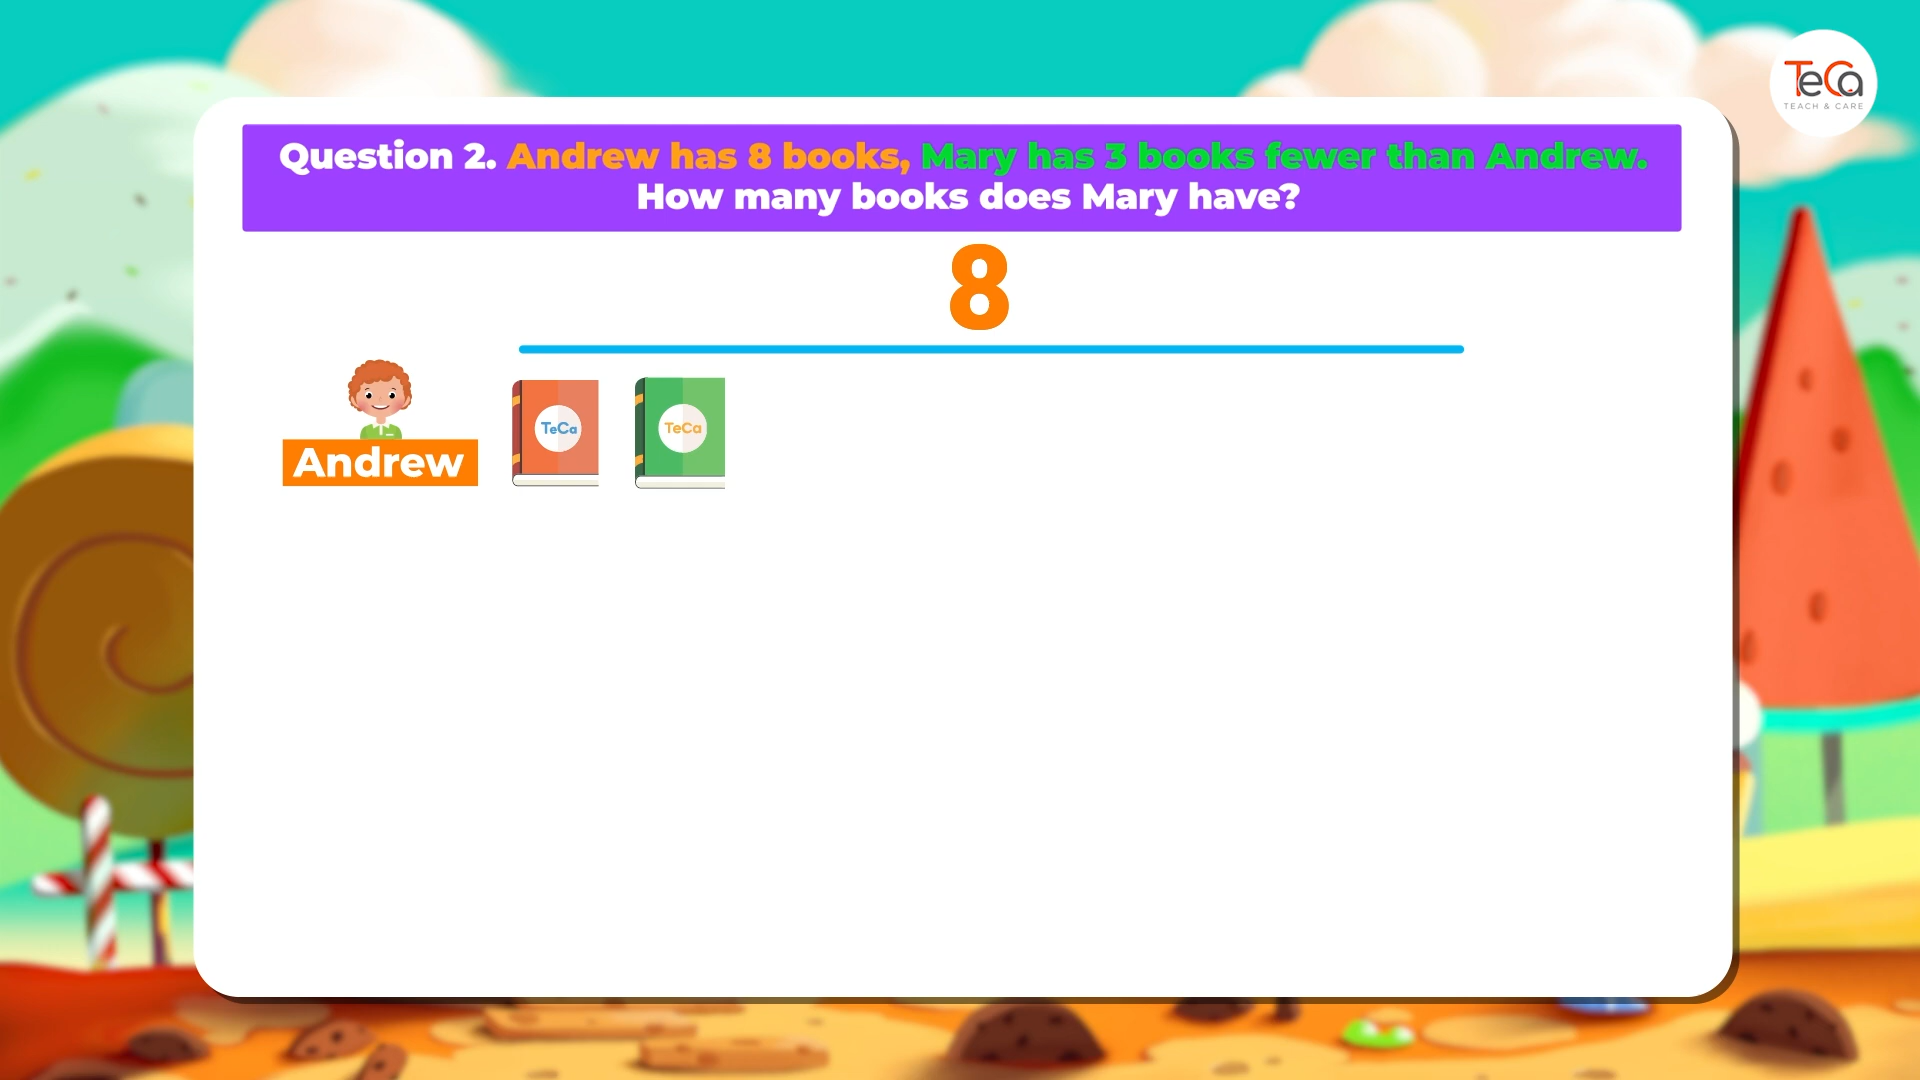 TeCa
TEACH & CARE
Question 2. Andrew has 8 books, Mary has 3 books fewer than Andrew.
How many books does Mary have?
8
TeCa
TeCa
Andrew